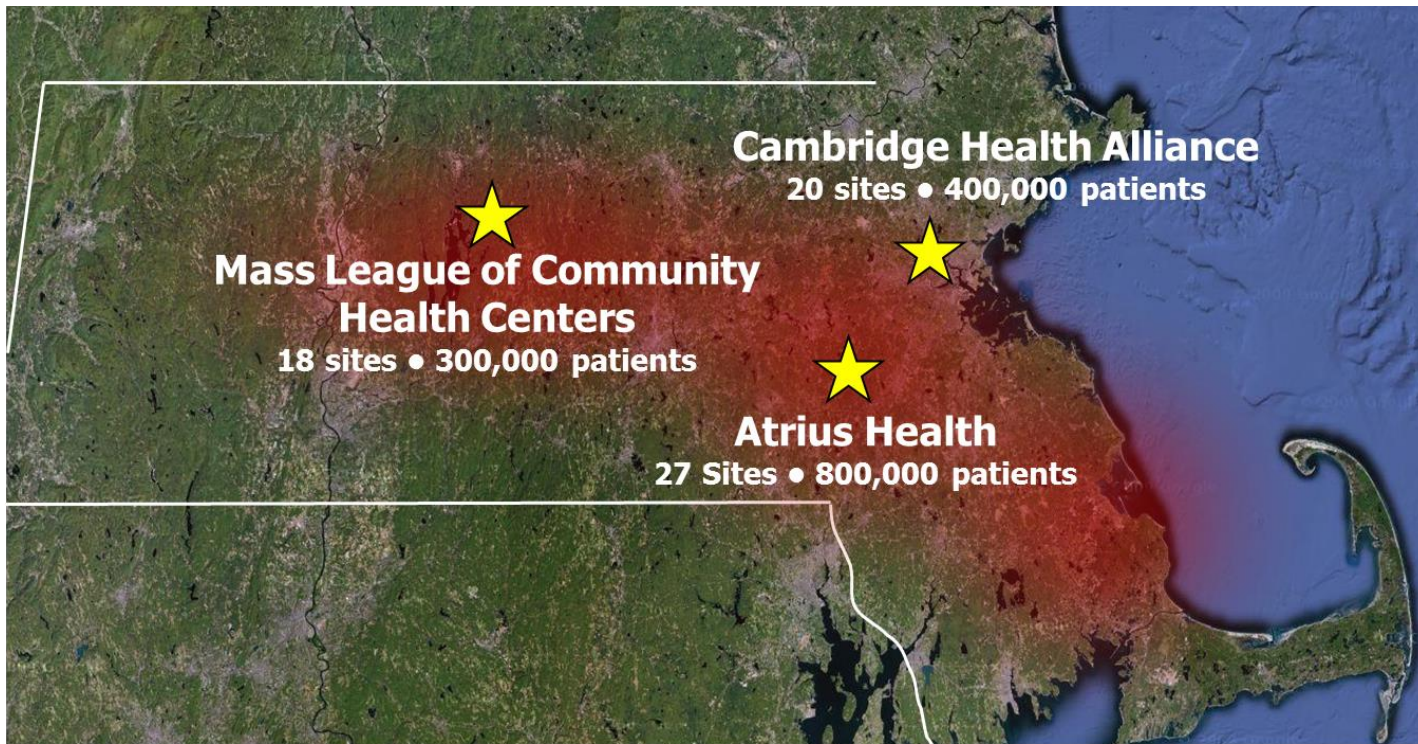 Cambridge Health Alliance
20 sites ● 400,000 patients
Mass League of Community
Health Centers
18 sites ● 300,000 patients
Atrius Health
27 Sites ● 800,000 patients